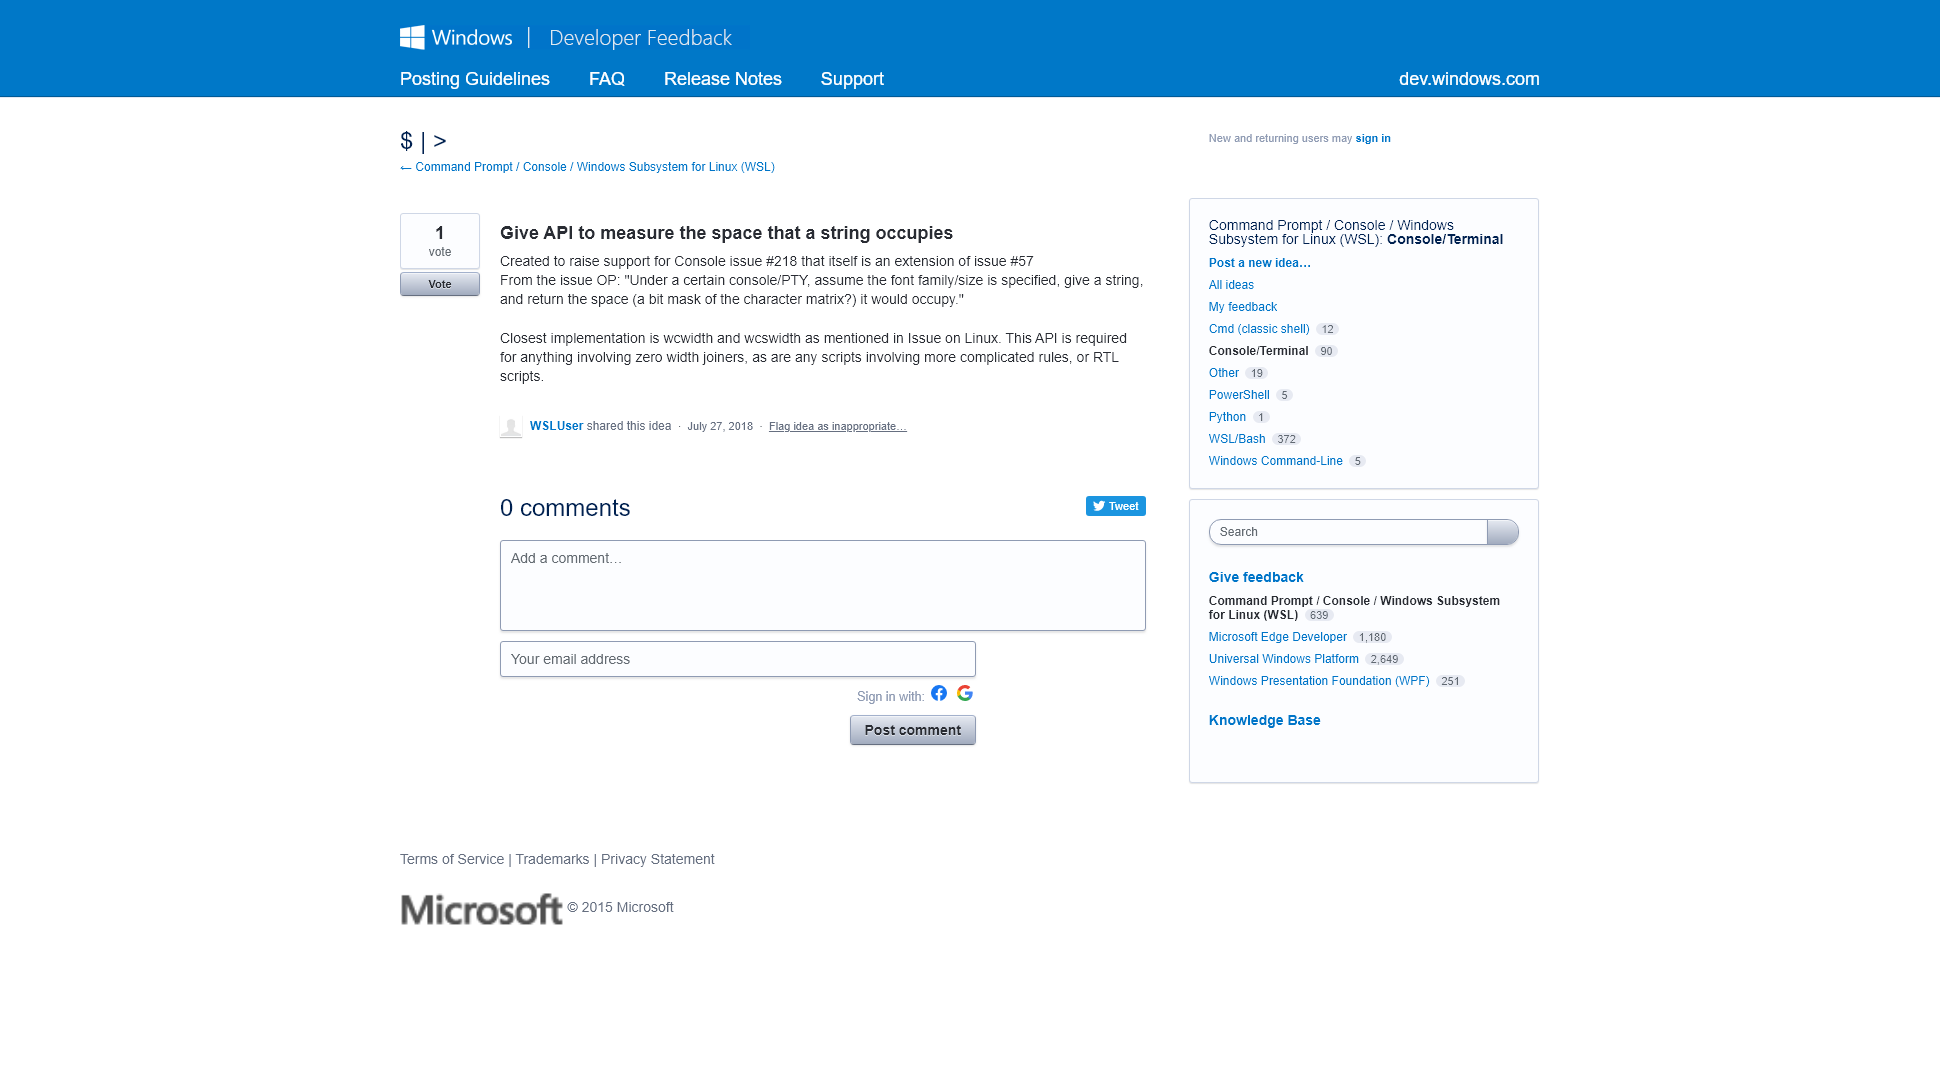 Windows | Developer Feedback
Posting Guidelines FAQ Release Notes Support dev.windows.com
$ | >
← Command Prompt / Console / Windows Subsystem for Linux (WSL)
New and returning users may sign in
1
vote
Vote
Give API to measure the space that a string occupies
Created to raise support for Console issue #218 that itself is an extension of issue #57
From the issue OP: "Under a certain console/PTY, assume the font family/size is specified, give a string,
and return the space (a bit mask of the character matrix?) it would occupy."
Closest implementation is wcwidth and wcswidth as mentioned in Issue on Linux. This API is required
for anything involving zero width joiners, as are any scripts involving more complicated rules, or RTL
scripts.
WSLUser shared this idea · July 27, 2018 · Flag idea as inappropriate…
0 comments
Tweet
Add a comment…
Your email address
Sign in with:
Post comment
Command Prompt / Console / Windows
Subsystem for Linux (WSL): Console/Terminal
Post a new idea…
All ideas
My feedback
Cmd (classic shell) 12
Console/Terminal 90
Other 19
PowerShell 5
Python 1
WSL/Bash 372
Windows Command-Line 5
Search
Give feedback
Command Prompt / Console / Windows Subsystem
for Linux (WSL) 639
Microsoft Edge Developer 1,180
Universal Windows Platform 2,649
Windows Presentation Foundation (WPF) 251
Knowledge Base
Terms of Service | Trademarks | Privacy Statement
Microsoft © 2015 Microsoft